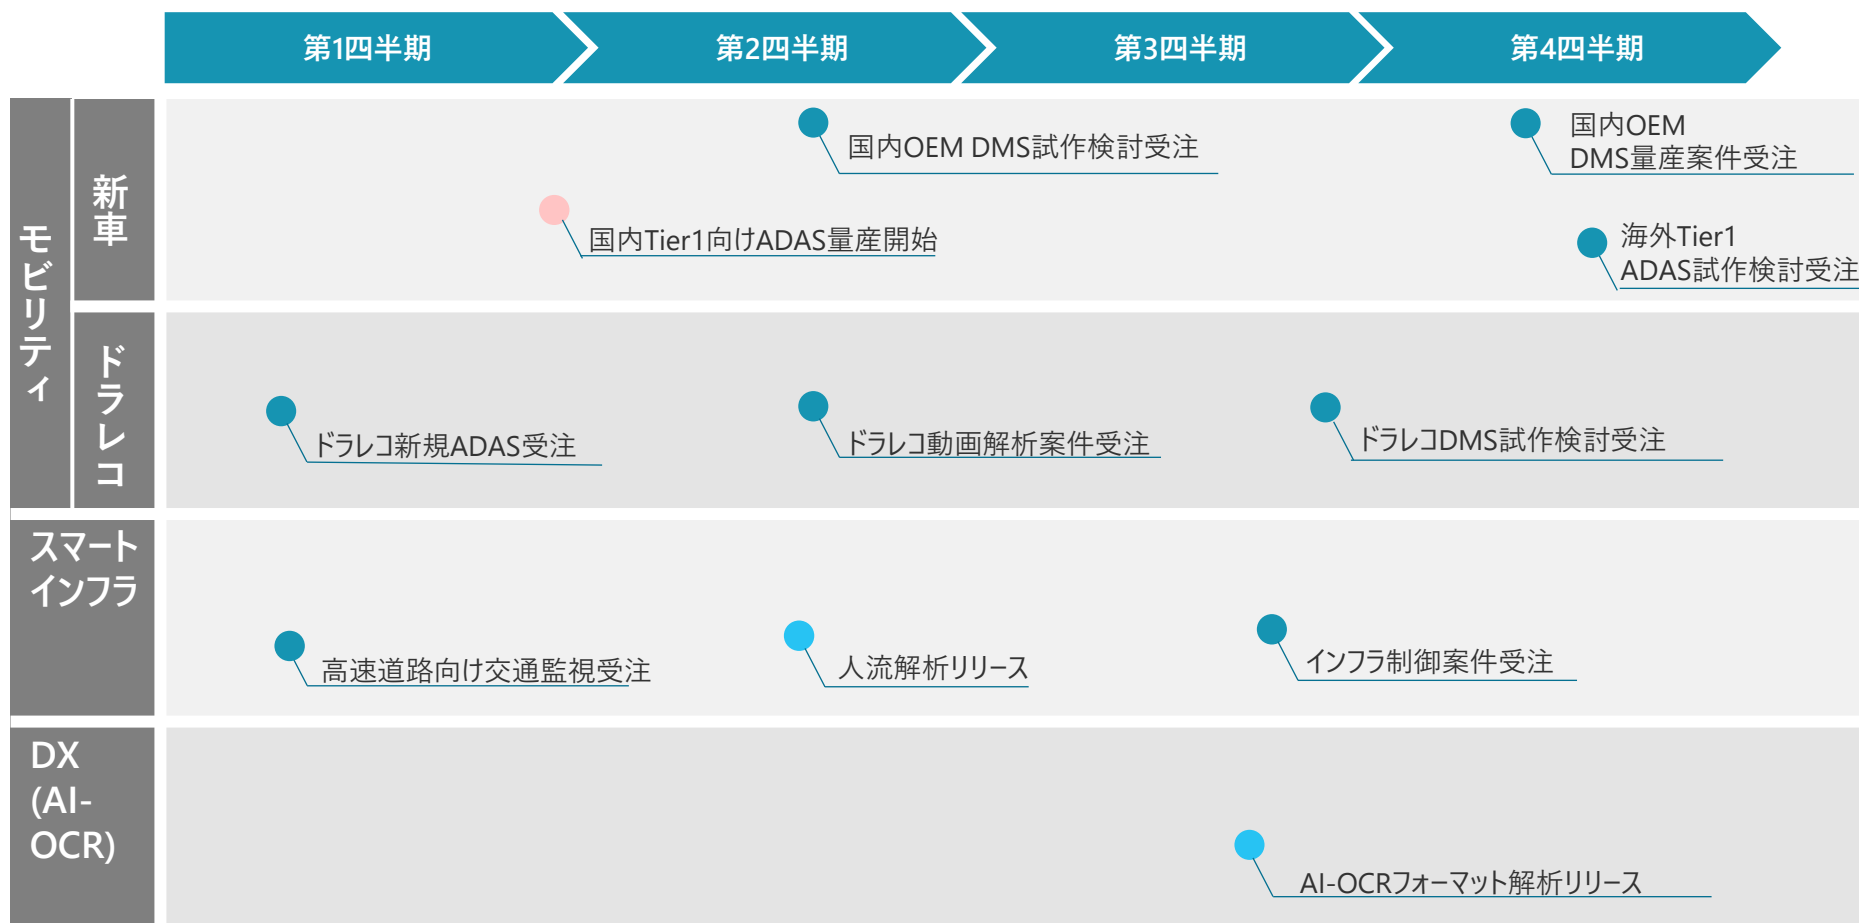 第1四半期
第2四半期
第3四半期
第4四半期
モビリティ
新車
国内OEM DMS試作検討受注
国内OEM
DMS量産案件受注
国内Tier1向けADAS量産開始
海外Tier1
ADAS試作検討受注
ドラレコ
ドラレコ新規ADAS受注
ドラレコ動画解析案件受注
ドラレコDMS試作検討受注
スマート
インフラ
高速道路向け交通監視受注
人流解析リリース
インフラ制御案件受注
DX
(AI-
OCR)
AI-OCRフォーマット解析リリース